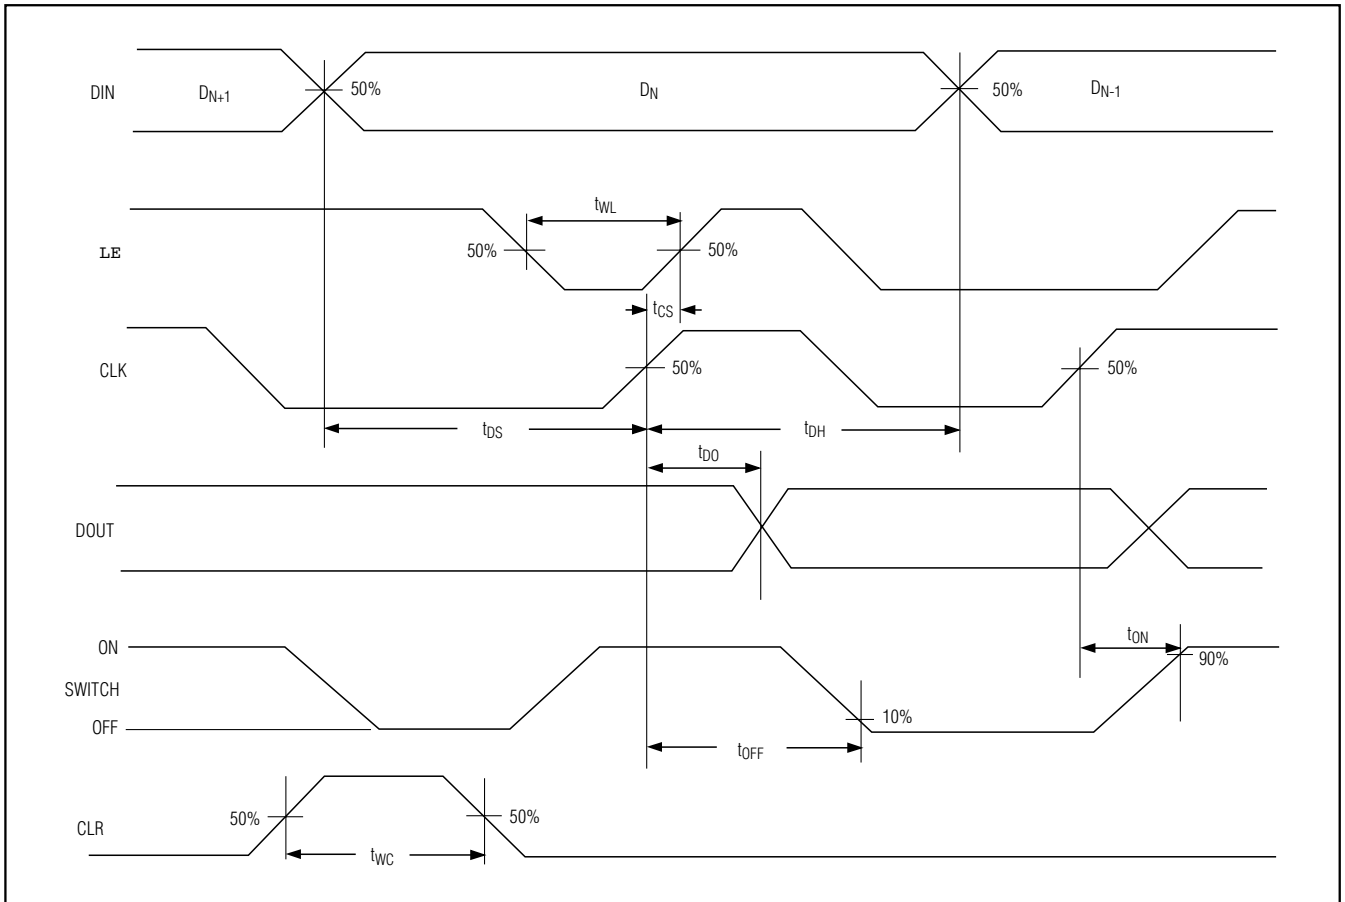 DIN
DN+1
50%
DN
50%
DN-1
tWL
LE
50%
50%
tCS
CLK
50%
50%
tDS
tDH
tDO
DOUT
ON
tON
90%
SWITCH
10%
OFF
tOFF
50%
50%
CLR
tWC